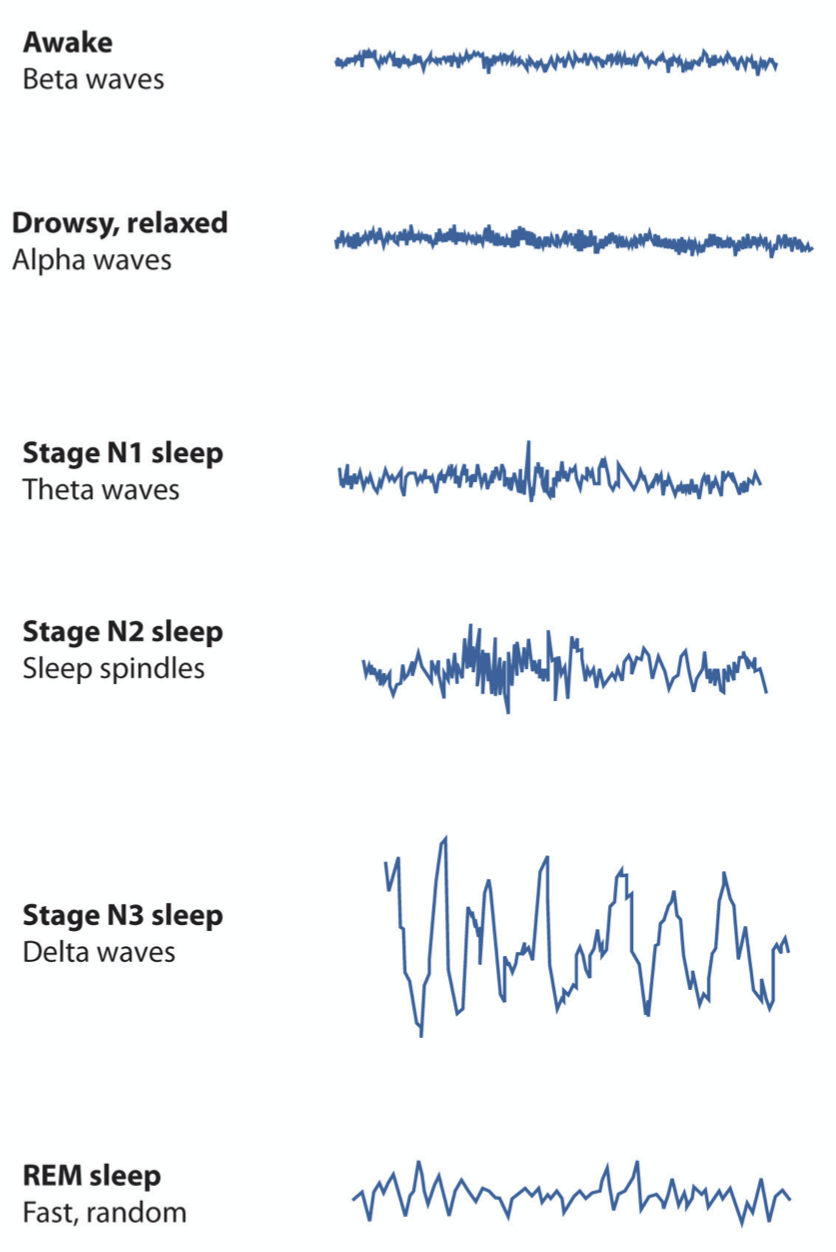 Awake
Beta waves
Drowsy, relaxed
Alpha waves
Stage N1 sleep
Theta waves
Stage N2 sleep
Sleep spindles
Stage N3 sleep
Delta waves
REM sleep
Fast, random